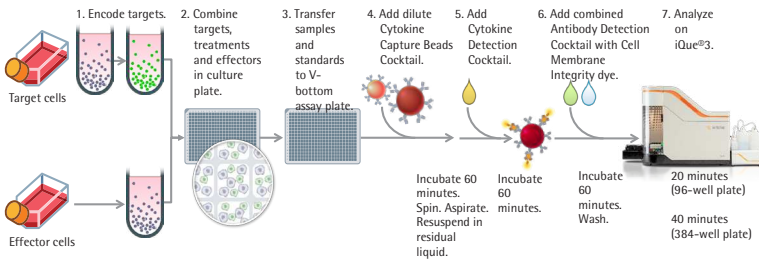 1. Encode targets.
2. Combine
targets,
treatments
and effectors
in culture
plate.
3. Transfer
samples
and
standards
to V-
bottom
assay plate.
4. Add dilute
Cytokine
Capture Beads
Cocktail.
5. Add
Cytokine
Detection
Cocktail.
6. Add combined
Antibody Detection
Cocktail with Cell
Membrane
Integrity dye.
7. Analyze
on
iQue®3.
Target cells
Effector cells
Incubate 60
minutes.
Spin. Aspirate.
Resuspend in
residual
liquid.
Incubate
60
minutes.
Incubate
60
minutes.
Wash.
20 minutes
(96-well plate)
40 minutes
(384-well plate)